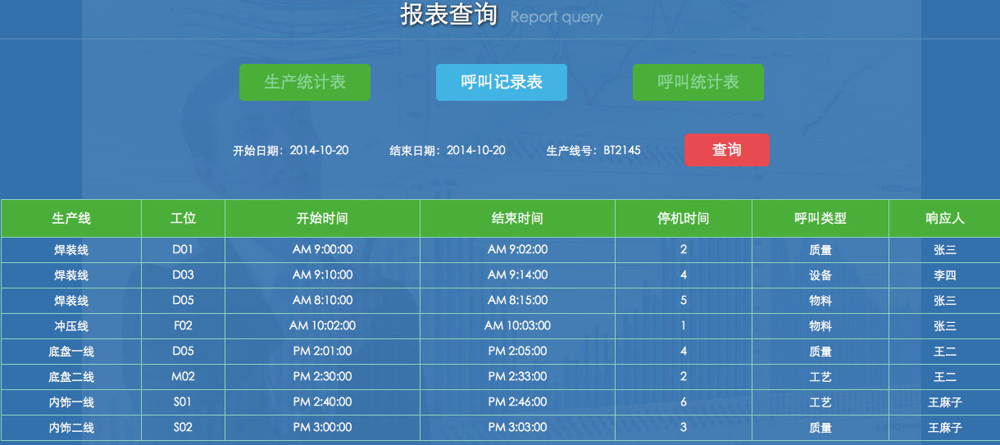 报表查询 Report query
生产统计表 呼叫记录表 呼叫统计表
开始日期：2014-10-20 结束日期：2014-10-20 生产线号：BT2145 查询
生产线 工位 开始时间 结束时间 停机时间 呼叫类型 响应人
焊装线 D01 AM 9:00:00 AM 9:02:00 2 质量 张三
焊装线 D03 AM 9:10:00 AM 9:14:00 4 设备 李四
焊装线 D05 AM 8:10:00 AM 8:15:00 5 物料 张三
冲压线 F02 AM 10:02:00 AM 10:03:00 1 物料 张三
底盘一线 D05 PM 2:01:00 PM 2:05:00 4 质量 王二
底盘二线 M02 PM 2:30:00 PM 2:33:00 2 工艺 王二
内饰一线 S01 PM 2:40:00 PM 2:46:00 6 工艺 王麻子
内饰二线 S02 PM 3:00:00 PM 3:03:00 3 质量 王麻子